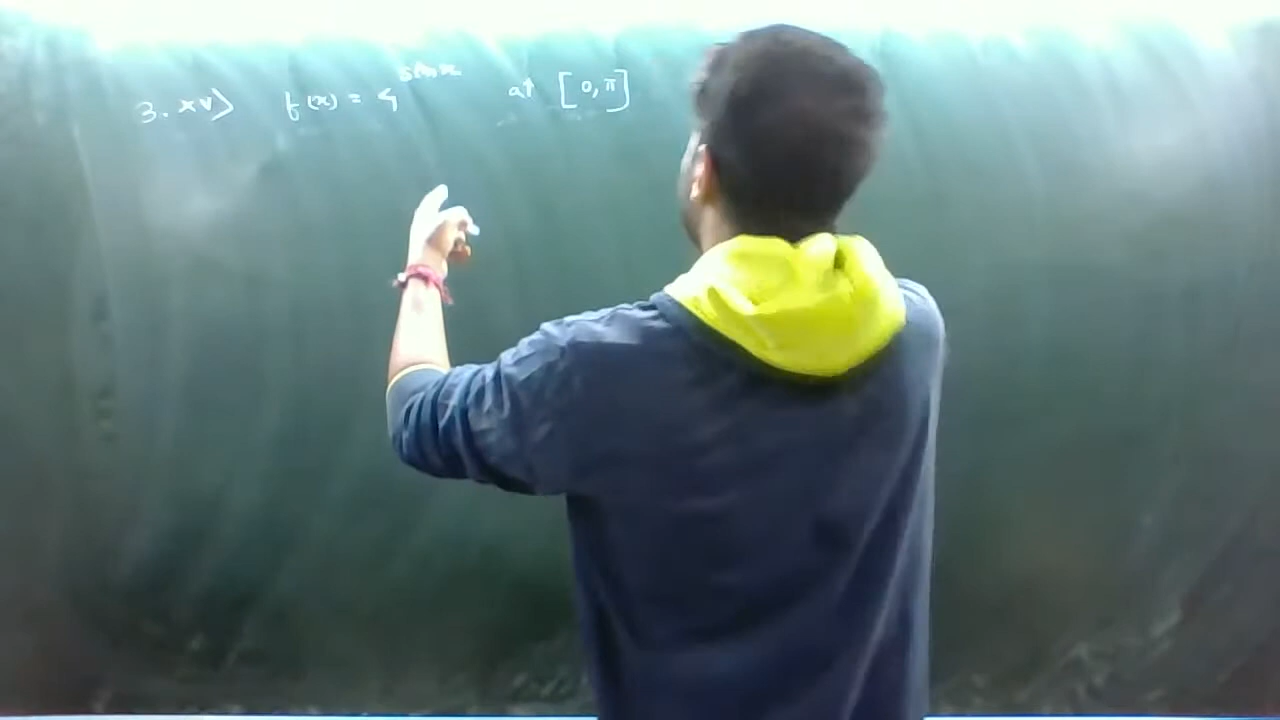 3. xv> f(x) = 4^sinx at [0, π]